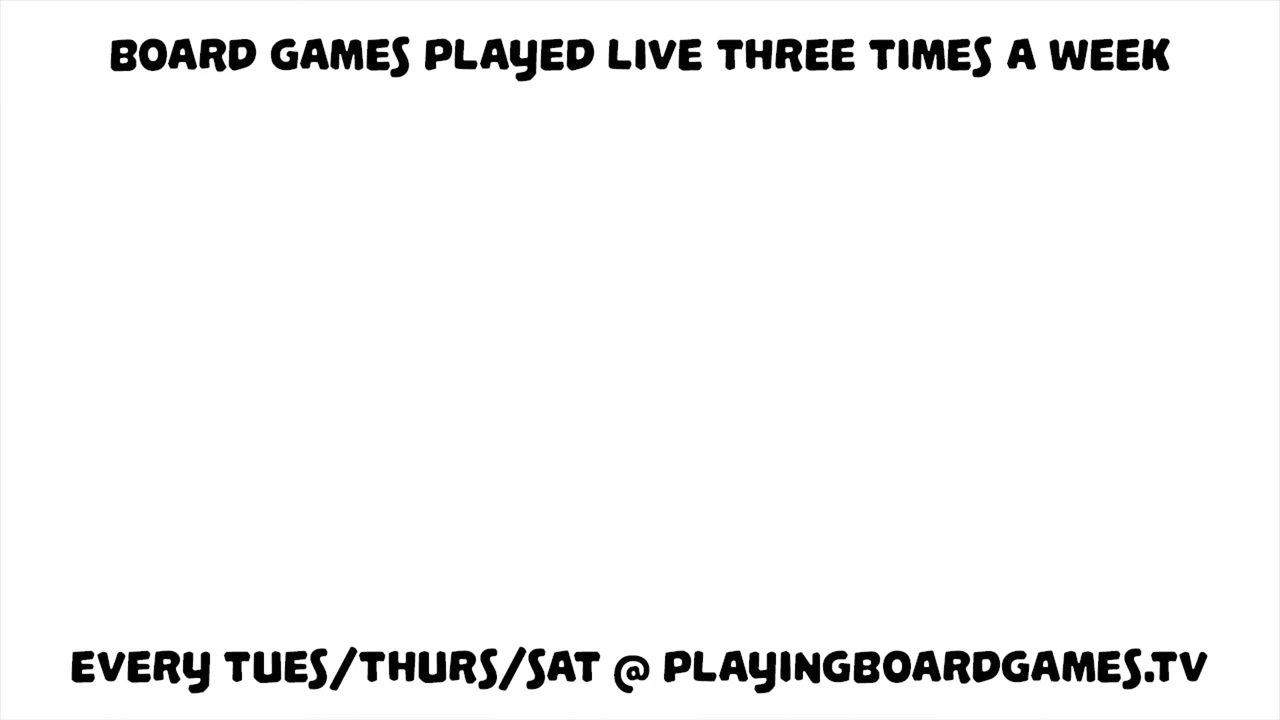 BOARD GAMES PLAYED LIVE THREE TIMES A WEEK
EVERY TUES/THURS/SAT @ PLAYINGBOARDGAMES.TV